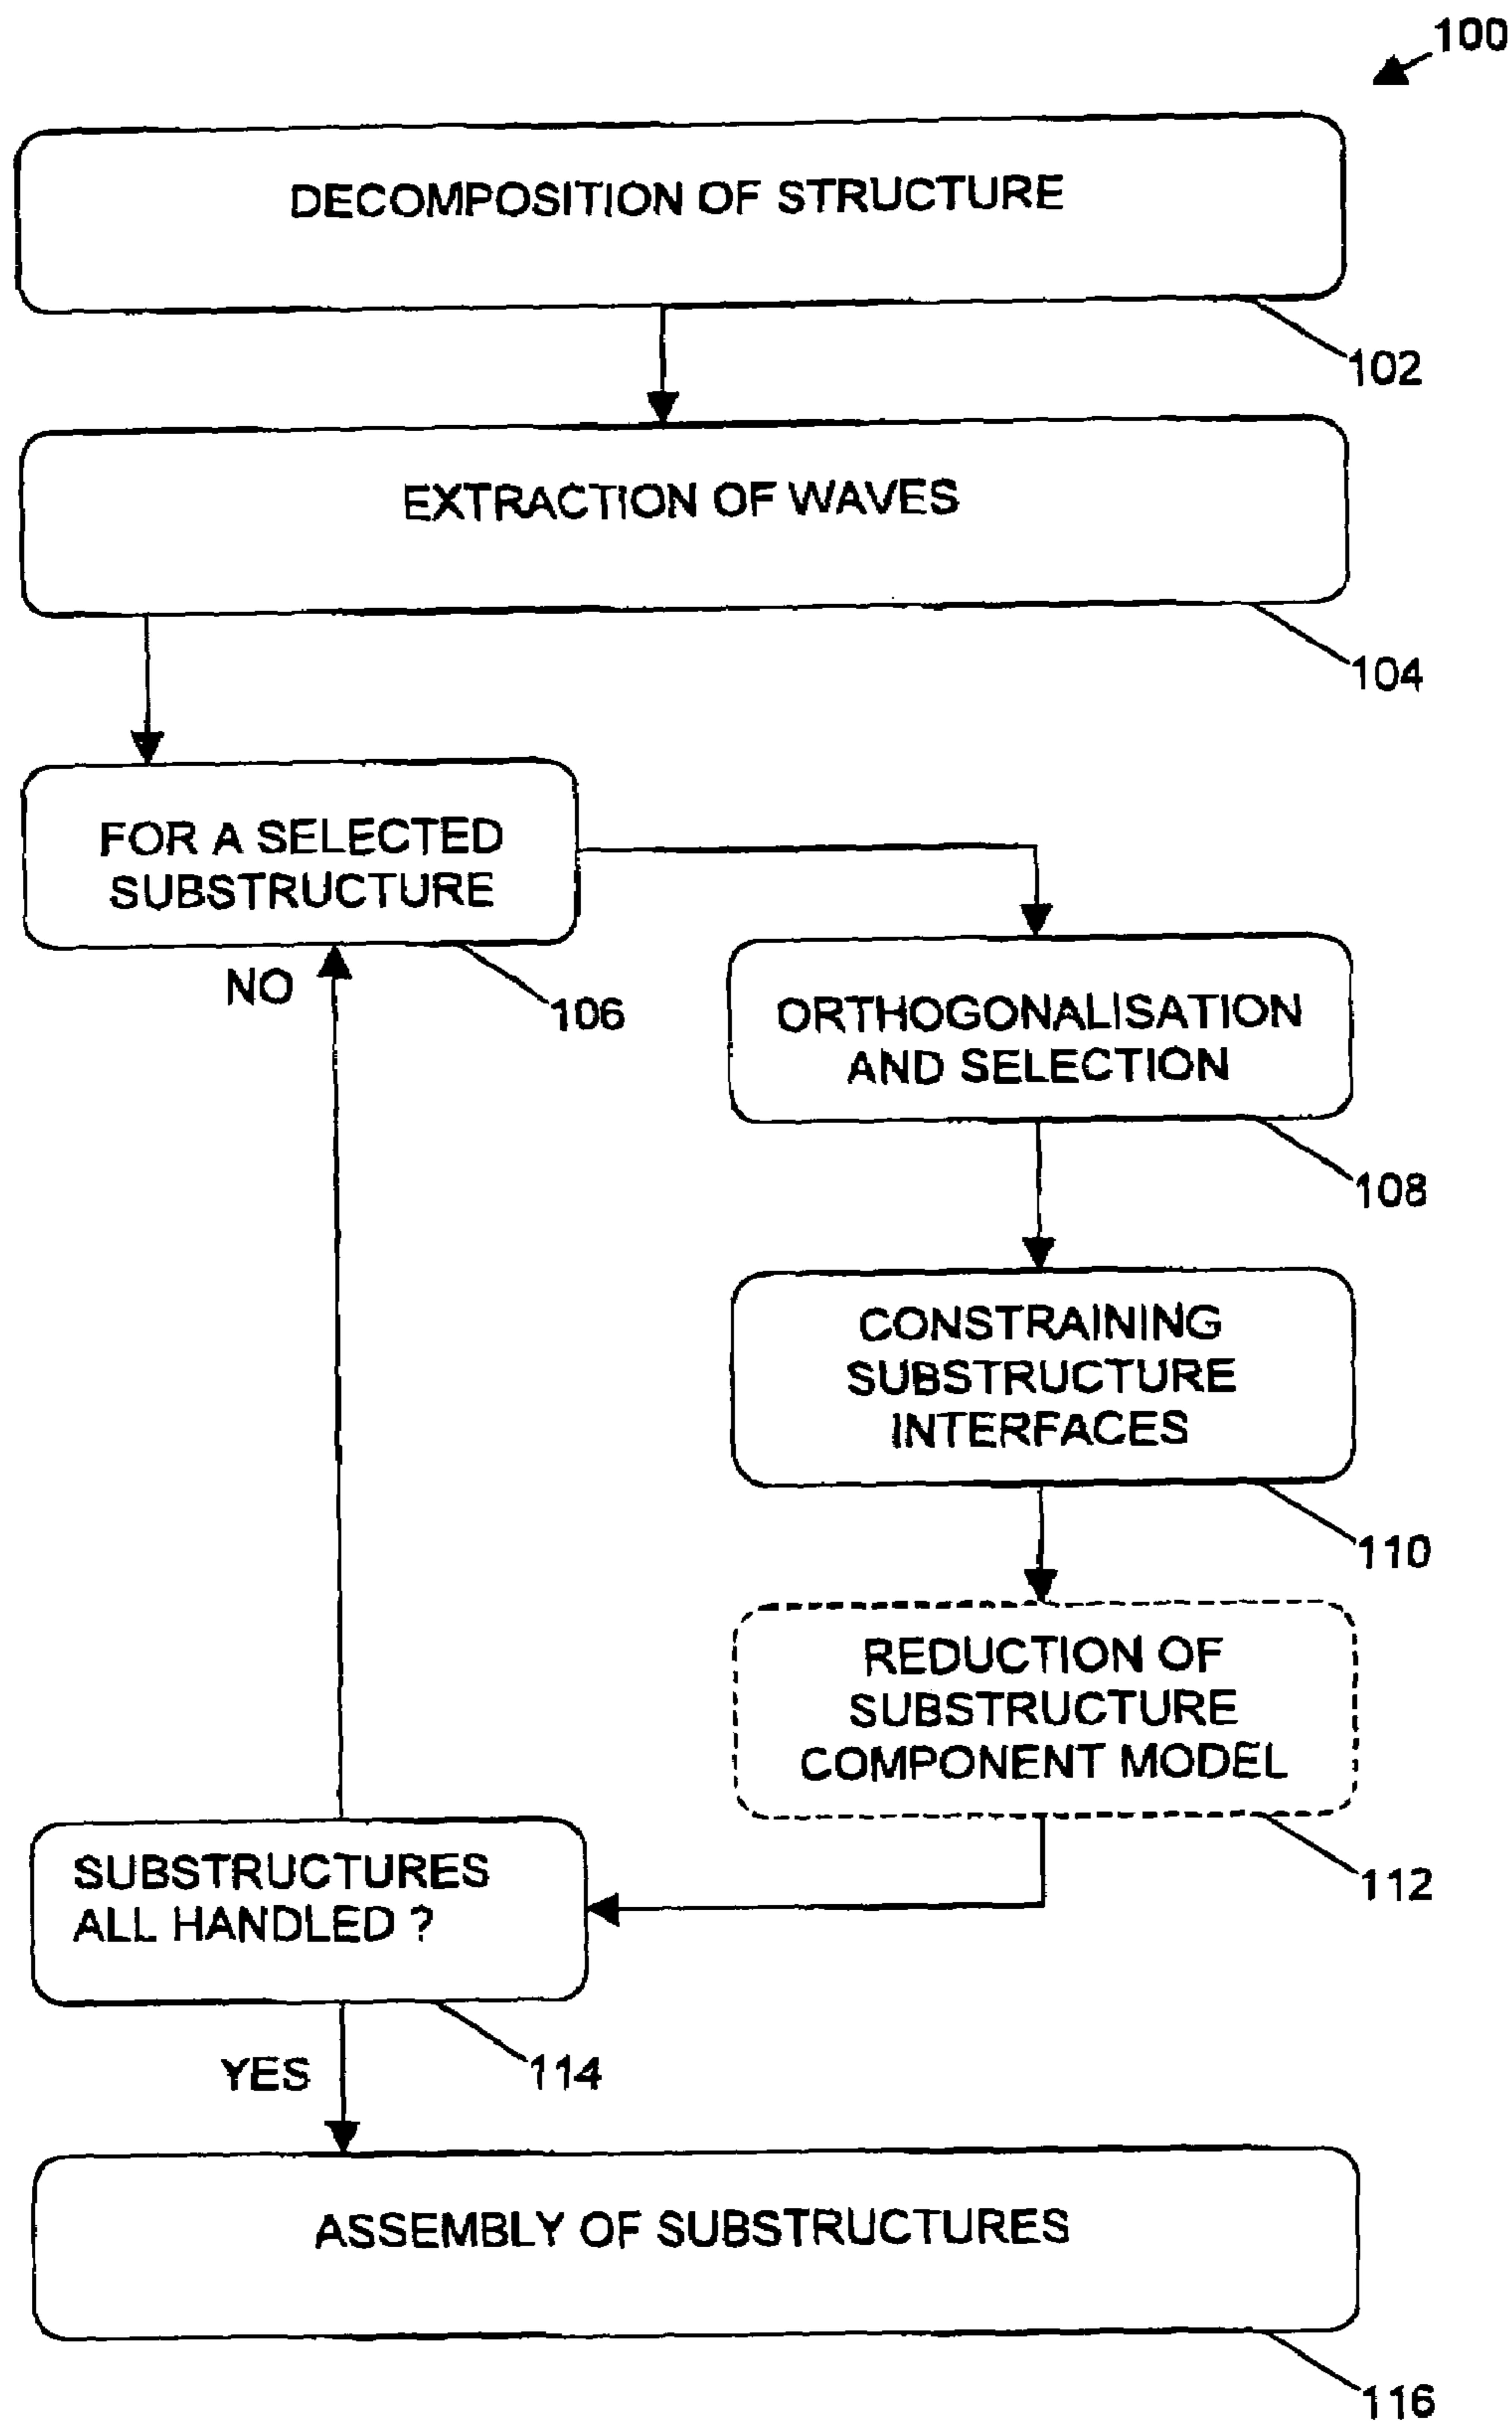 100
DECOMPOSITION OF STRUCTURE
102
EXTRACTION OF WAVES
104
FOR A SELECTED
SUBSTRUCTURE
NO
106
ORTHOGONALISATION
AND SELECTION
108
CONSTRAINING
SUBSTRUCTURE
INTERFACES
110
REDUCTION OF
SUBSTRUCTURE
COMPONENT MODEL
112
SUBSTRUCTURES
ALL HANDLED ?
YES
114
ASSEMBLY OF SUBSTRUCTURES
116